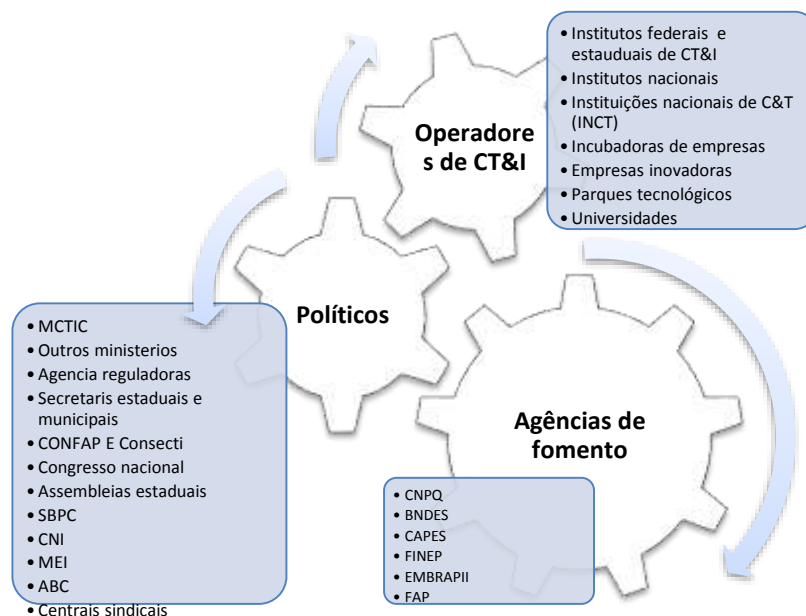 • Institutos federais e
estauduais de CT&I
• Institutos nacionais
• Instituições nacionais de C&T
(INCT)
• Incubadoras de empresas
• Empresas inovadoras
• Parques tecnológicos
• Universidades
Operadore
s de CT&I
Políticos
• MCTIC
• Outros ministerios
• Agencia reguladoras
• Secretaris estaduais e
municipais
• CONFAP E Consecti
• Congresso nacional
• Assembleias estaduais
• SBPC
• CNI
• MEI
• ABC
• Centrais sindicais
Agências de
fomento
• CNPQ
• BNDES
• CAPES
• FINEP
• EMBRAPII
• FAP